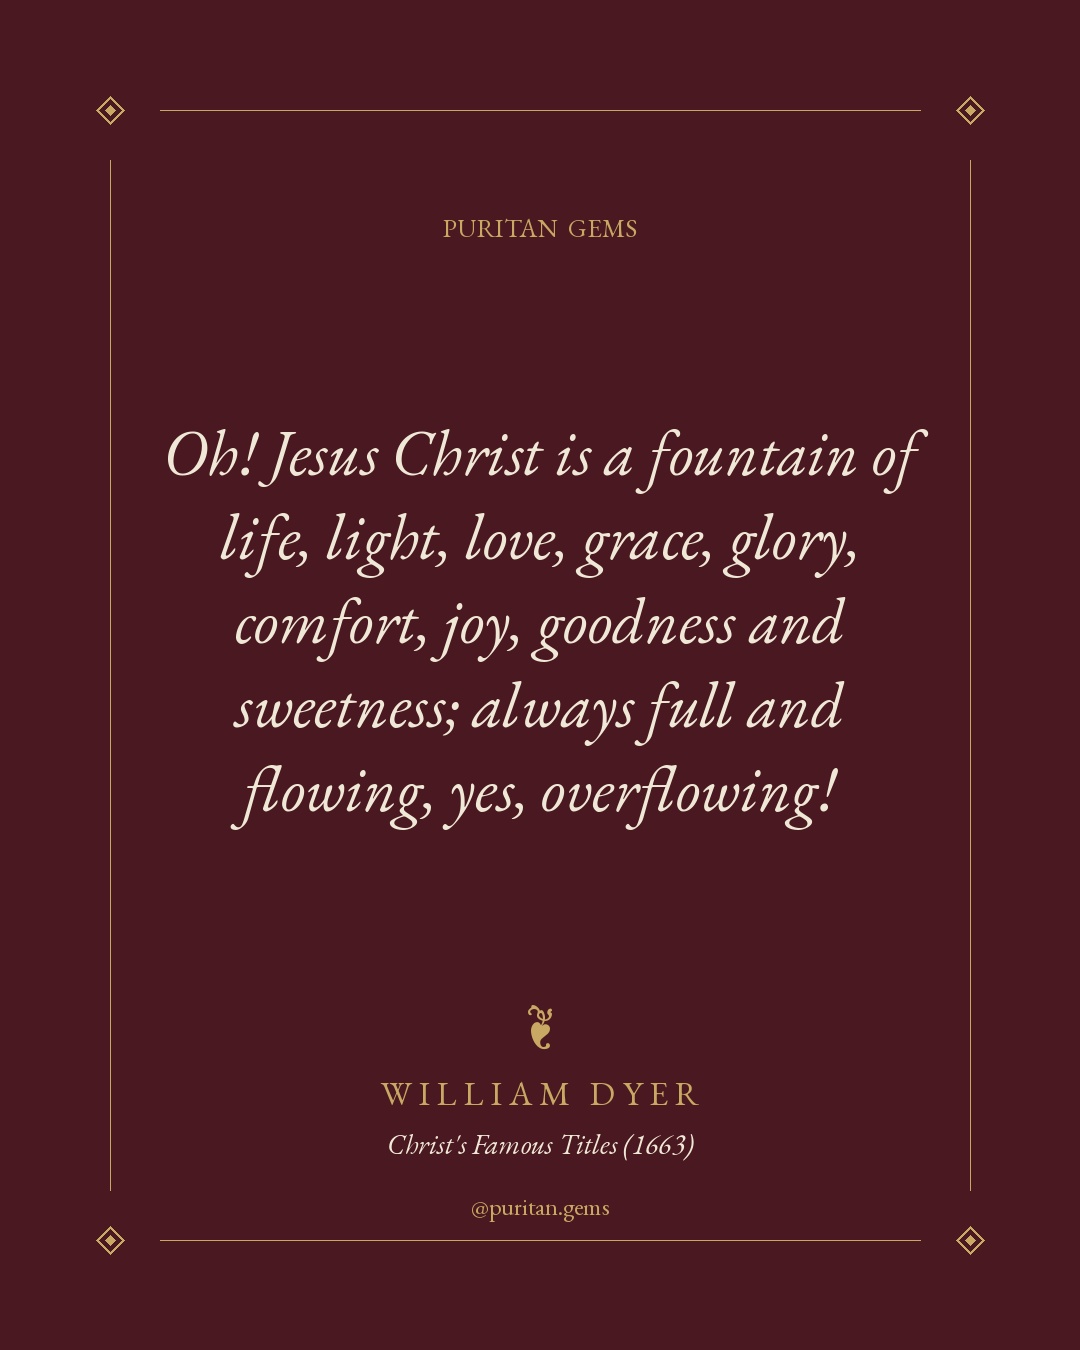 PURITAN GEMS
Oh! Jesus Christ is a fountain of
life, light, love, grace, glory,
comfort, joy, goodness and
sweetness; always full and
flowing, yes, overflowing!
WILLIAM DYER
Christ's Famous Titles (1663)
@puritan.gems